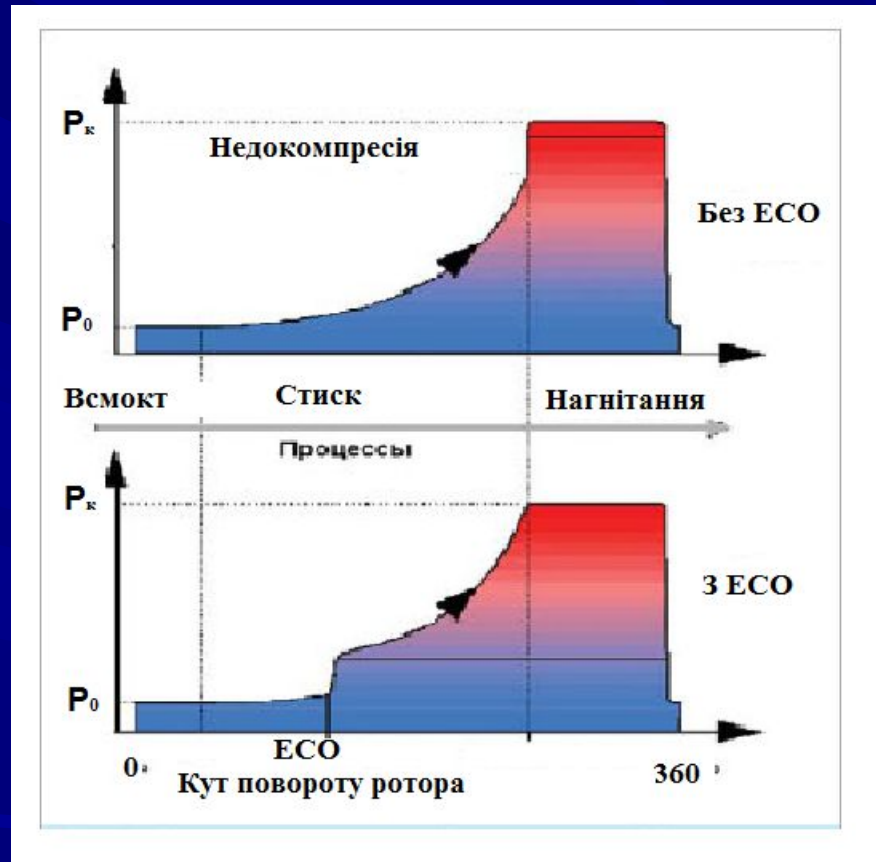 Pк
Недокомпресія
Без ECO
P0
Всмокт
Стиск
Нагнітання
Процессы
Pк
З ECO
P0
ECO
0°
360°
Кут повороту ротора